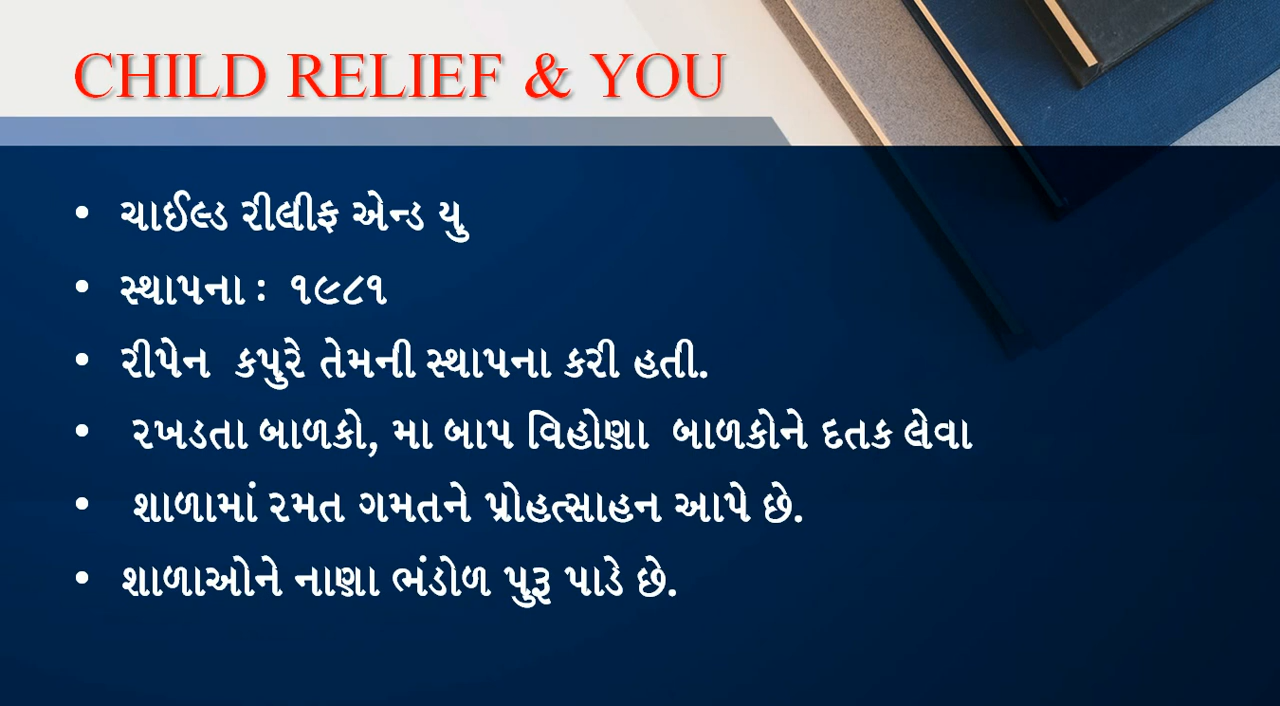 CHILD RELIEF & YOU
• ચાઈલ્ડ રીલીફ એન્ડ યુ
• સ્થાપના : ૧૯૮૧
• રીપેન કપુરે તેમની સ્થાપના કરી હતી.
• રખડતા બાળકો, મા બાપ વિહોણા બાળકોને દતક લેવા
• શાળામાં રમત ગમતને પ્રોહત્સાહન આપે છે.
• શાળાઓને નાણા ભંડોળ પુરૂ પાડે છે.